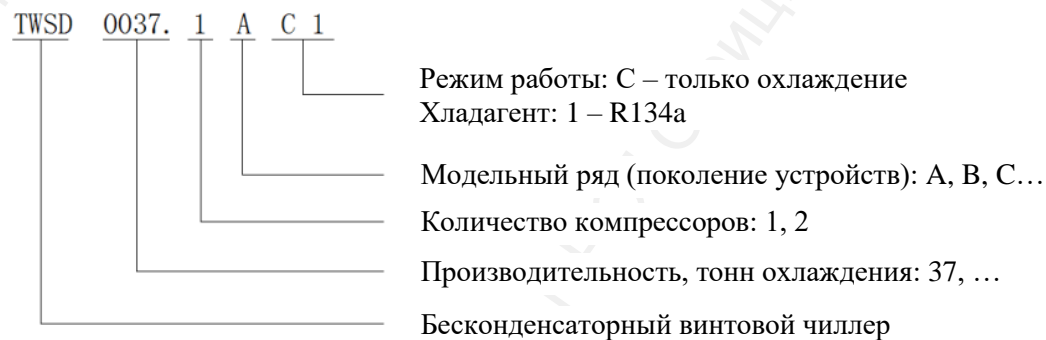 TWSD 0037. 1 A C 1
Режим работы: C – только охлаждение
Хладагент: 1 – R134a
Модельный ряд (поколение устройств): A, B, C…
Количество компрессоров: 1, 2
Производительность, тонн охлаждения: 37, …
Бесконденсаторный винтовой чиллер